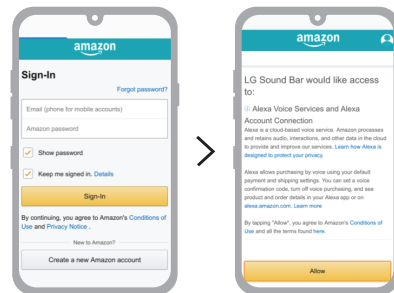 amazon
Sign-In
Forgot password?
Email (phone for mobile accounts)
Amazon password
Show password
Keep me signed in. Details
Sign-In
By continuing, you agree to Amazon's Conditions of
Use and Privacy Notice .
New to Amazon?
Create a new Amazon account
amazon
LG Sound Bar would like access
to:
Alexa Voice Services and Alexa
Account Connection
Alexa is a cloud-based voice service. Amazon processes
and retains audio, interactions, and other data in the cloud
to provide and improve our services. Learn how Alexa is
designed to protect your privacy.
Alexa allows purchasing by voice using your default
payment and shipping settings. You can set a voice
confirmation code, turn off voice purchasing, and see
product and order details in your Alexa app or on
alexa.amazon.com. Learn more
By tapping "Allow", you agree to Amazon's Conditions of
Use and all the terms found here.
Allow